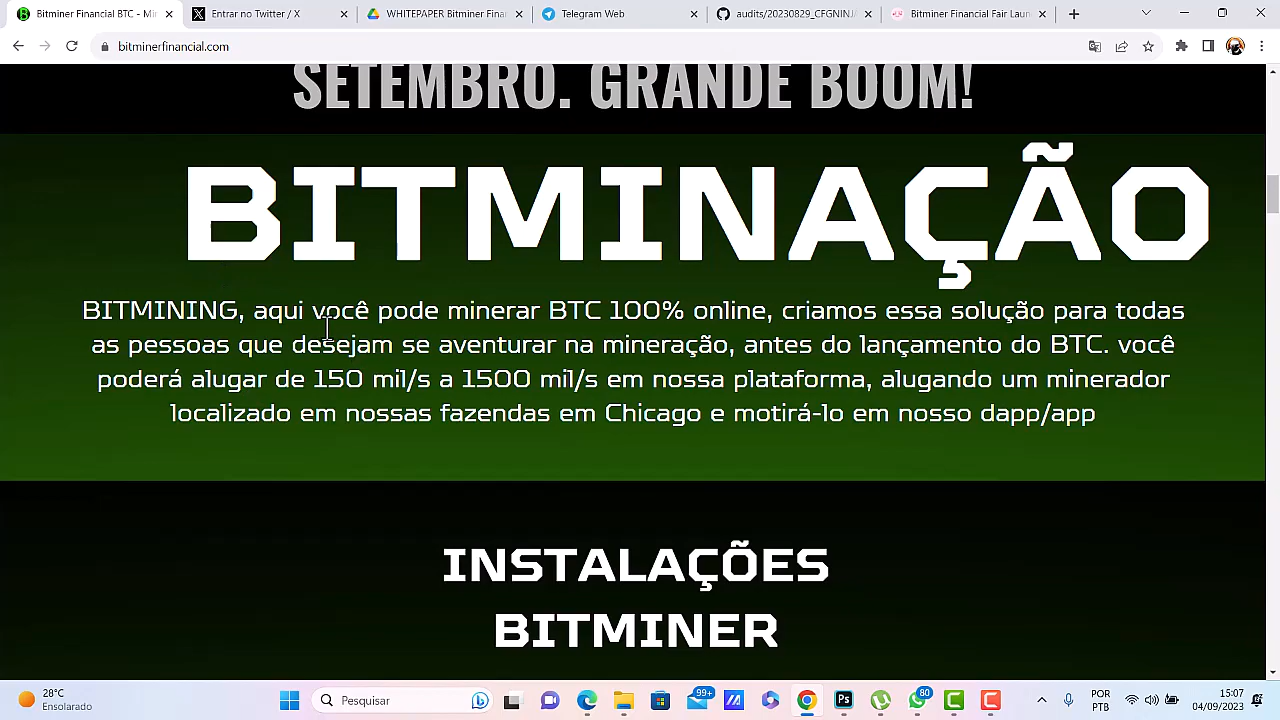 Bitminer Financial BTC - Mi
Entrar no Twitter / X
WHITEPAPER Bitminer Finan
Telegram Web
audits/20230831_CFGNINJA
Bitminer Financial Fair Laun
bitminerfinancial.com
SETEMBRO. GRANDE BOOM!
BITMINAÇÃO
BITMINING, aqui você pode minerar BTC 100% online, criamos essa solução para todas
as pessoas que desejam se aventurar na mineração, antes do lançamento do BTC. você
poderá alugar de 150 mil/s a 1500 mil/s em nossa plataforma, alugando um minerador
localizado em nossas fazendas em Chicago e motirá-lo em nosso dapp/app
INSTALAÇÕES
BITMINER
28°C
Ensolarado
Pesquisar
99+
Ps
80
POR
PTB
15:07
04/09/2023